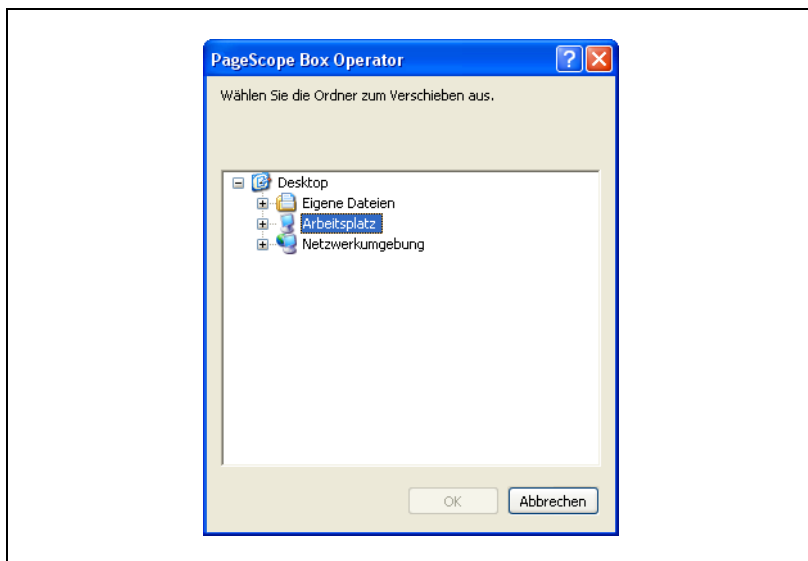 PageScope Box Operator
Wählen Sie die Ordner zum Verschieben aus.
Desktop
Eigene Dateien
Arbeitsplatz
Netzwerkumgebung
OK Abbrechen